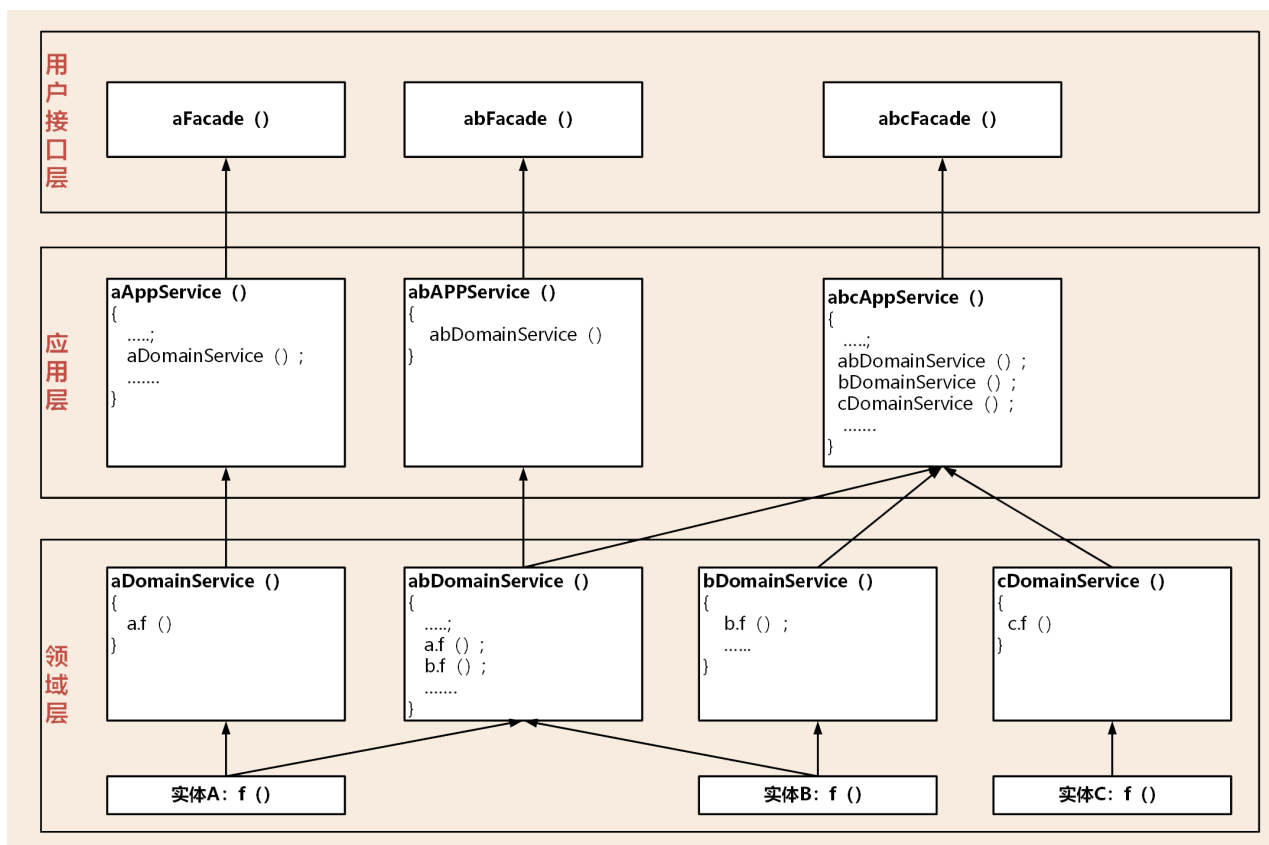 用户接口层
aFacade（）
abFacade（）
abcFacade（）
应用层
aAppService（）
{
.....;
aDomainService（）;
.......
}
abAPPService（）
{
abDomainService（）
}
abcAppService（）
{
.....;
abDomainService（）;
bDomainService（）;
cDomainService（）;
.......
}
领域层
aDomainService（）
{
a.f（）
}
abDomainService（）
{
.....;
a.f（）;
b.f（）;
.......
}
bDomainService（）
{
b.f（）;
......
}
cDomainService（）
{
c.f（）
}
实体A：f（）
实体B：f（）
实体C：f（）